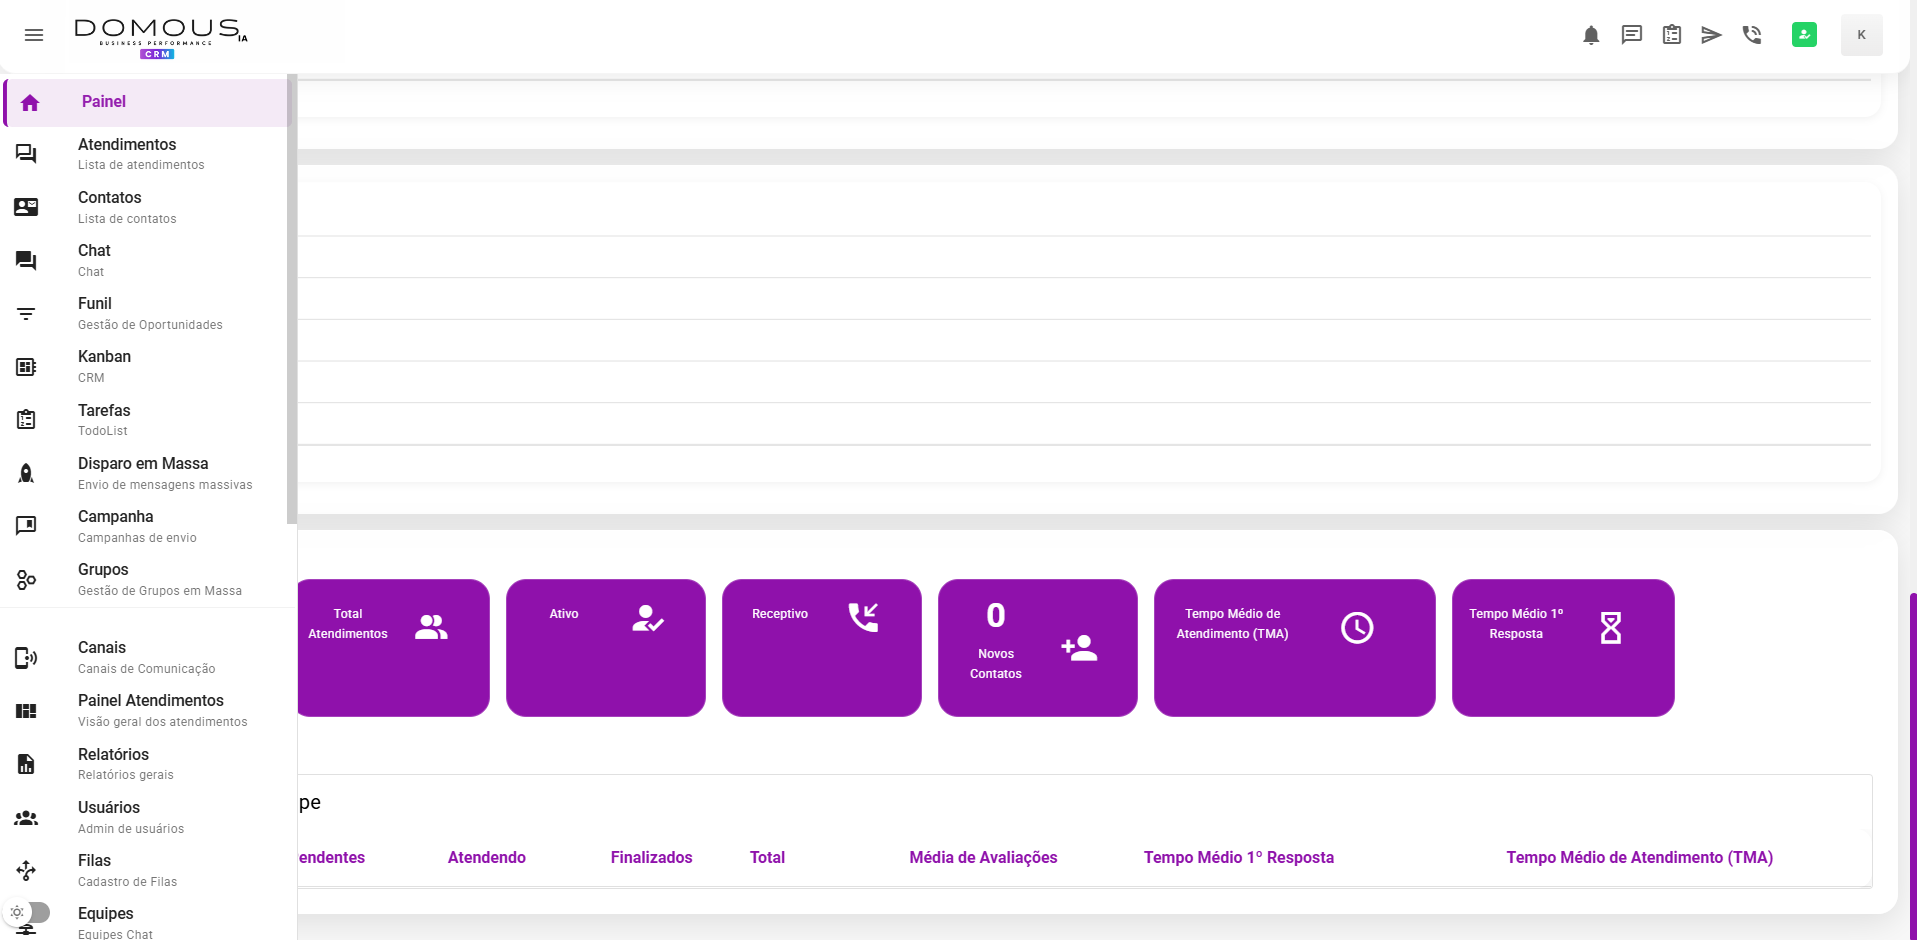 DOMOUS.IA
BUSINESS PERFORMANCE
CRM
K
Painel
Atendimentos
Lista de atendimentos
Contatos
Lista de contatos
Chat
Chat
Funil
Gestão de Oportunidades
Kanban
CRM
Tarefas
TodoList
Disparo em Massa
Envio de mensagens massivas
Campanha
Campanhas de envio
Grupos
Gestão de Grupos em Massa
Canais
Canais de Comunicação
Painel Atendimentos
Visão geral dos atendimentos
Relatórios
Relatórios gerais
Usuários
Admin de usuários
Filas
Cadastro de Filas
Equipes
Equipes Chat
Total
Atendimentos
Ativo
Receptivo
0
Novos
Contatos
Tempo Médio de
Atendimento (TMA)
Tempo Médio 1º
Resposta
pe
endentes Atendendo Finalizados Total Média de Avaliações Tempo Médio 1º Resposta Tempo Médio de Atendimento (TMA)